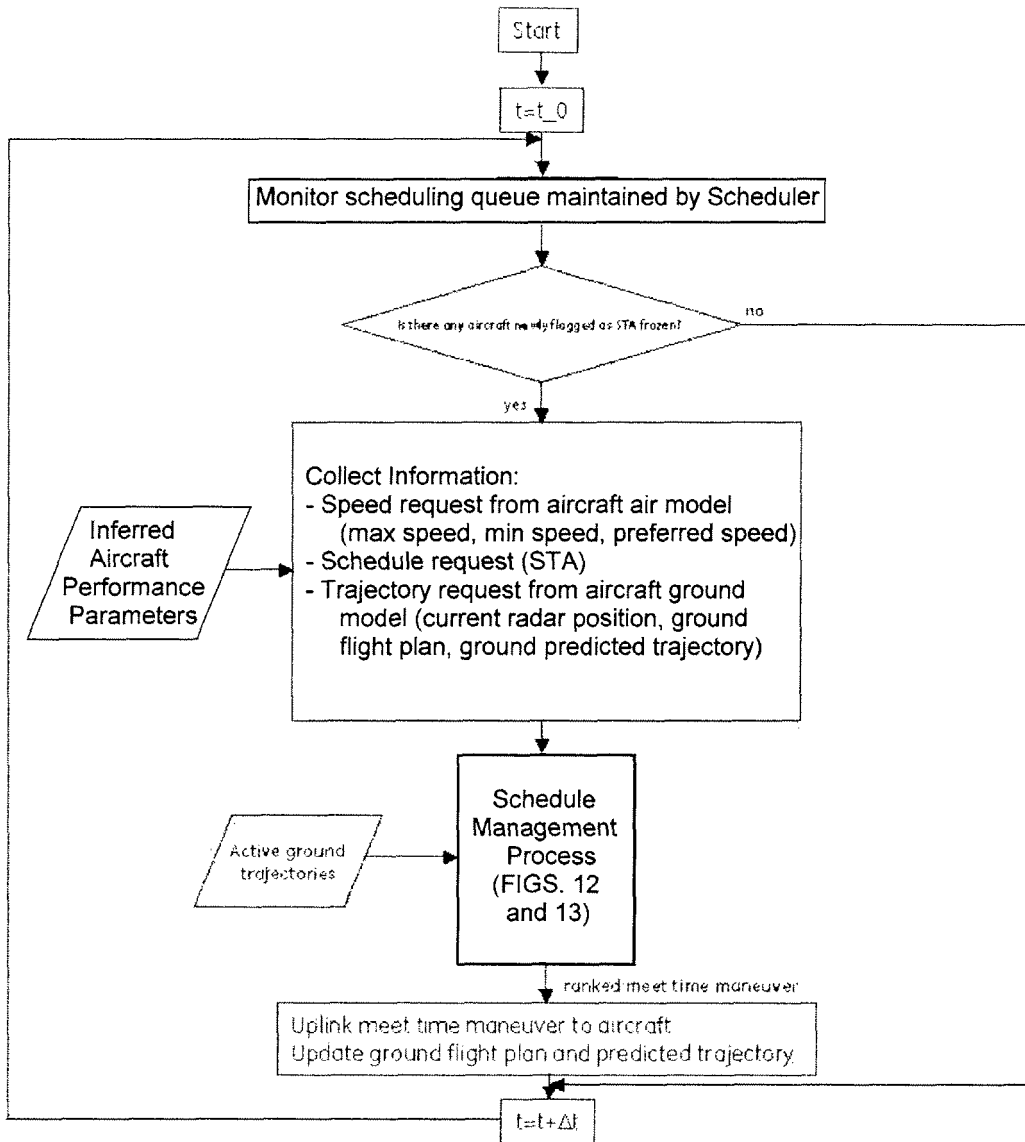 Start
t=t_0
Monitor scheduling queue maintained by Scheduler
Is there any aircraft newly flagged as STA frozen?
no
yes
Collect Information:
- Speed request from aircraft air model
(max speed, min speed, preferred speed)
- Schedule request (STA)
- Trajectory request from aircraft ground
model (current radar position, ground
flight plan, ground predicted trajectory)
Inferred
Aircraft
Performance
Parameters
Schedule
Management
Process
(FIGS. 12
and 13)
Active ground
trajectories
ranked meet time maneuver
Uplink meet time maneuver to aircraft
Update ground flight plan and predicted trajectory
t=t+Δt